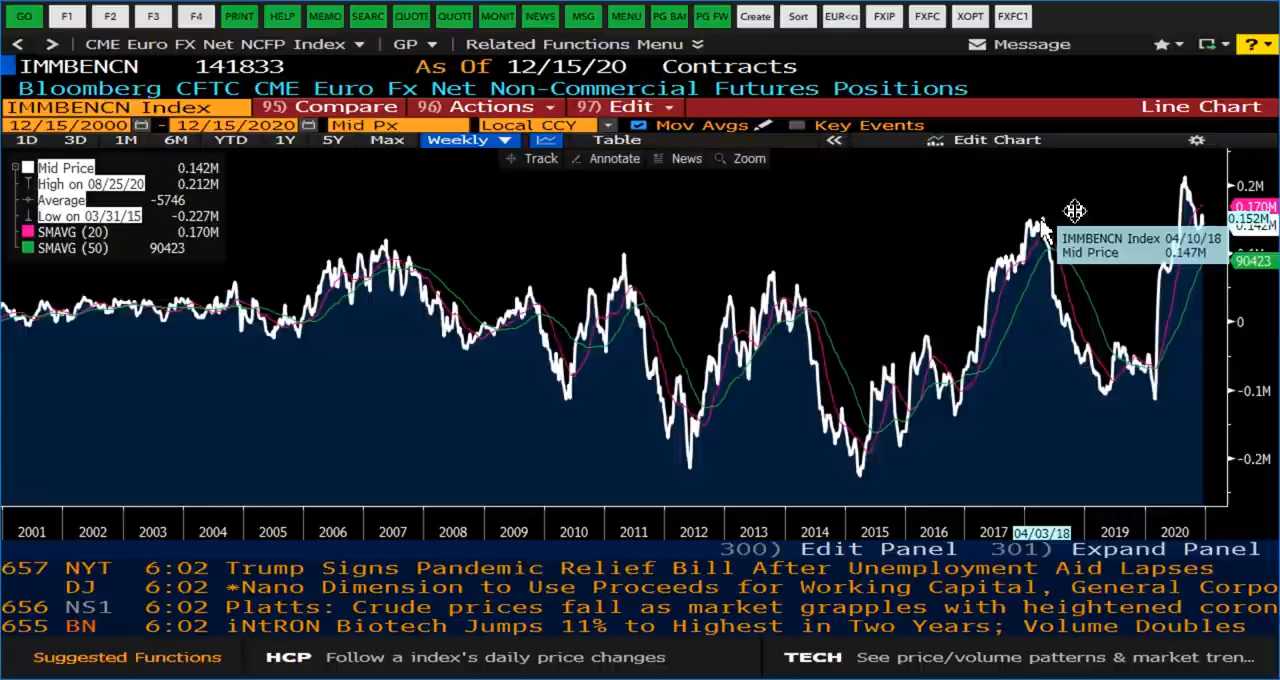 GO F1 F2 F3 F4 PRINT HELP MEMO SEARC QUOTE QUOTE MONIT NEWS MSG MENU PG BA PG FW Create Sort EUR<cu FXIP FXFC XOPT FXFC1
< > CME Euro FX Net NCFP Index GP Related Functions Menu Message ?
IMMBENCN 141833 As Of 12/15/20 Contracts
Bloomberg CFTC CME Euro Fx Net Non-Commercial Futures Positions
IMMBENCN Index 95) Compare 96) Actions 97) Edit Line Chart
12/15/2000 - 12/15/2020 Mid Px Local CCY Mov Avgs Key Events
1D 3D 1M 6M YTD 1Y 5Y Max Weekly Table « Edit Chart
Track Annotate News Zoom
Mid Price 0.142M
High on 08/25/20 0.212M
Average -5746
Low on 03/31/15 -0.227M
SMAVG (20) 0.170M
SMAVG (50) 90423
0.2M
0.170M
0.152M
0.142M
IMMBENCN Index 04/10/18
Mid Price 0.147M
90423
0
-0.1M
-0.2M
2001 2002 2003 2004 2005 2006 2007 2008 2009 2010 2011 2012 2013 2014 2015 2016 2017 04/03/18 2019 2020
300) Edit Panel 301) Expand Panel
657 NYT 6:02 Trump Signs Pandemic Relief Bill After Unemployment Aid Lapses
DJ 6:02 *Nano Dimension to Use Proceeds for Working Capital, General Corpo
656 NS1 6:02 Platts: Crude prices fall as market grapples with heightened coron
655 BN 6:02 iNtRON Biotech Jumps 11% to Highest in Two Years; Volume Doubles
Suggested Functions HCP Follow a index's daily price changes TECH See price/volume patterns & market tren...